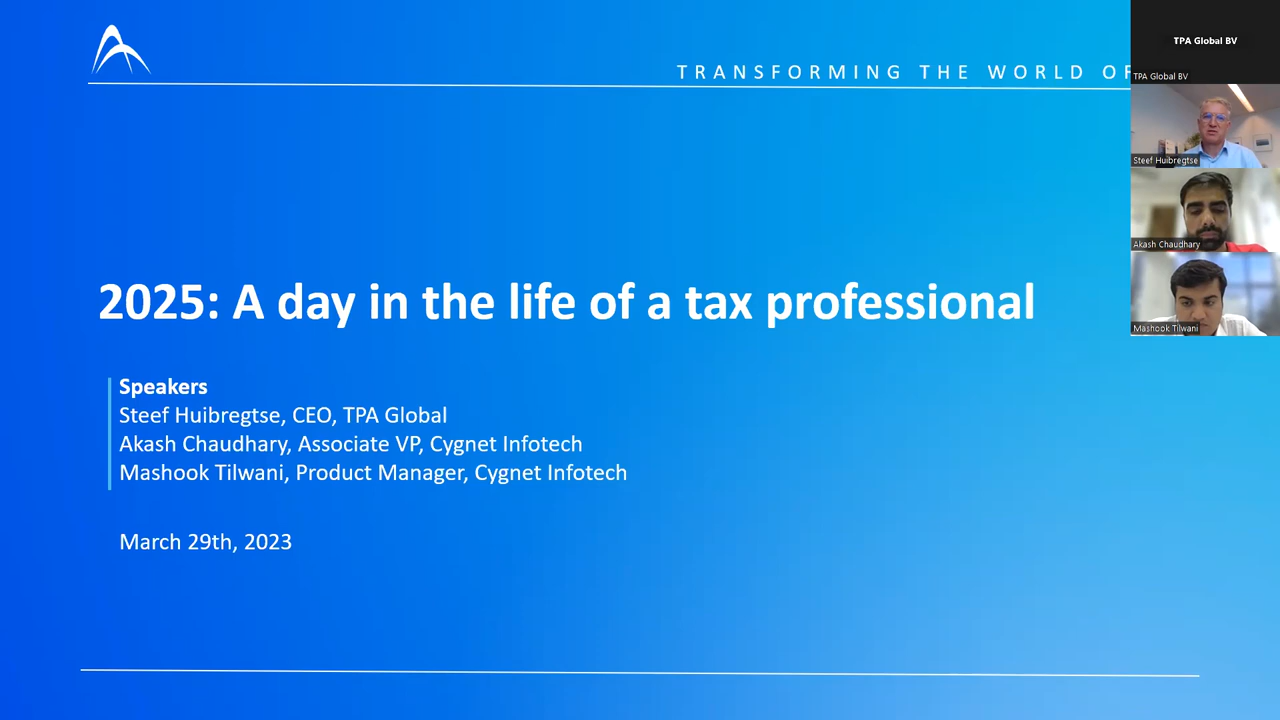 TRANSFORMING THE WORLD OF
TPA Global BV
TPA Global BV
Steef Huibregtse
Akash Chaudhary
Mashook Tilwani
2025: A day in the life of a tax professional
Speakers
Steef Huibregtse, CEO, TPA Global
Akash Chaudhary, Associate VP, Cygnet Infotech
Mashook Tilwani, Product Manager, Cygnet Infotech
March 29th, 2023